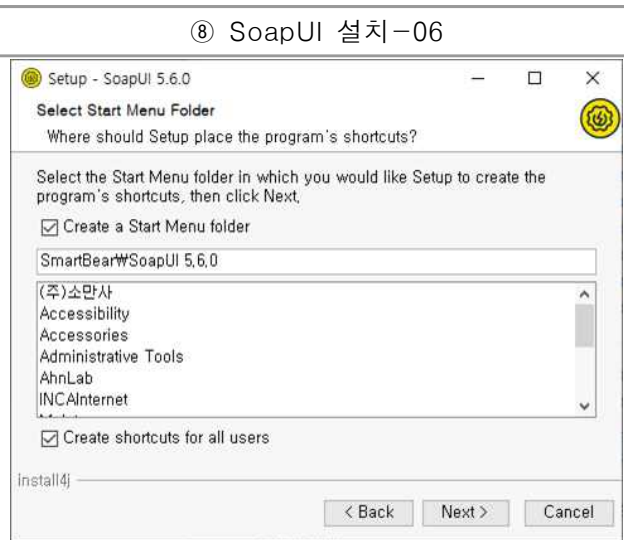 ⑧ SoapUI 설치-06
Setup - SoapUI 5.6.0
Select Start Menu Folder
Where should Setup place the program's shortcuts?
Select the Start Menu folder in which you would like Setup to create the
program's shortcuts, then click Next.
Create a Start Menu folder
SmartBear₩SoapUI 5.6.0
(주)소만사
Accessibility
Accessories
Administrative Tools
AhnLab
INCAInternet
Create shortcuts for all users
install4j
< Back
Next >
Cancel